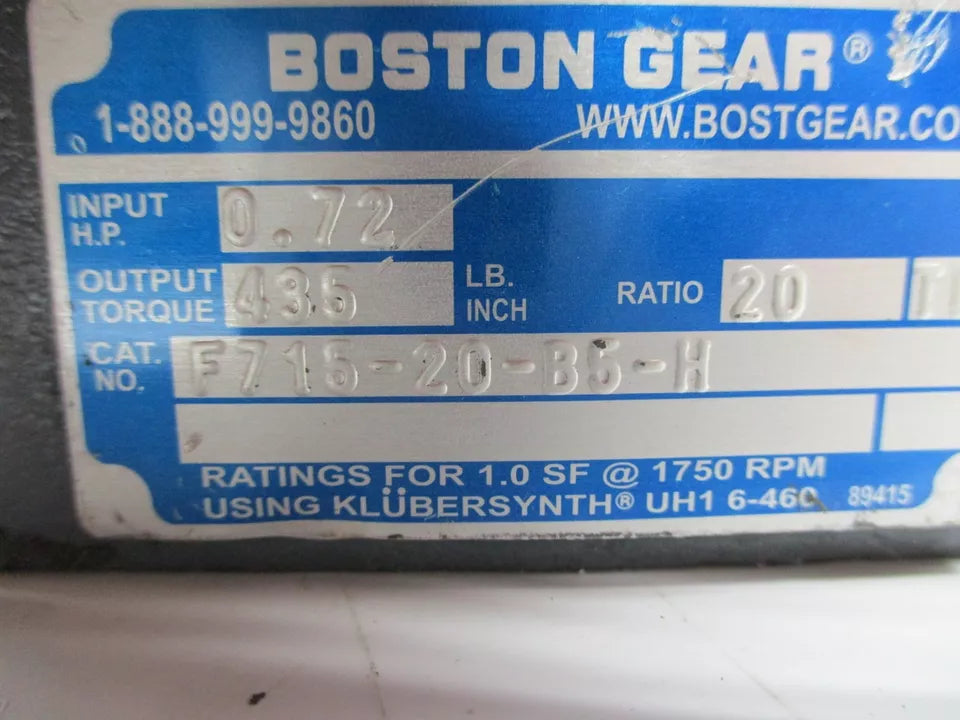 BOSTON GEAR®
1-888-999-9860 WWW.BOSTGEAR.CO
INPUT H.P. 0.72
OUTPUT TORQUE 435 LB. INCH RATIO 20
CAT. NO. F715-20-B5-H
RATINGS FOR 1.0 SF @ 1750 RPM
USING KLÜBERSYNTH® UH1 6-460 89415